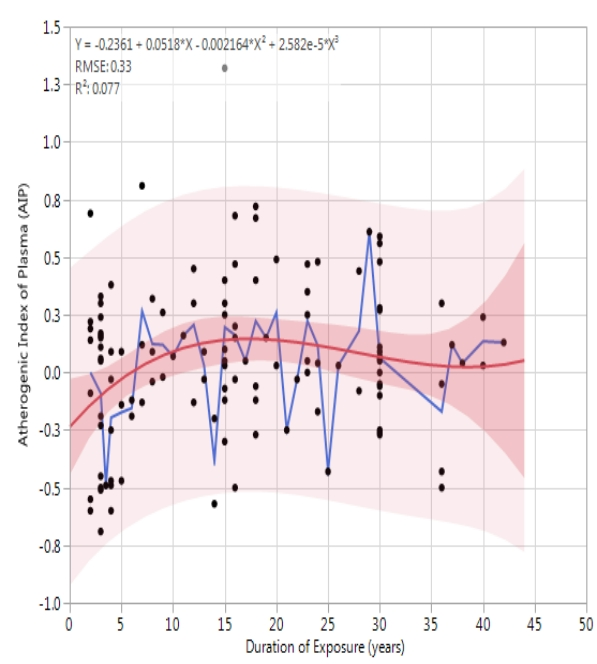 1.5
Y = -0.2361 + 0.0518*X - 0.002164*X² + 2.582e-5*X³
RMSE: 0.33
R²: 0.077
1.3
1.0
0.8
0.5
0.3
0.0
-0.3
-0.5
-0.8
-1.0
Atherogenic Index of Plasma (AIP)
0 5 10 15 20 25 30 35 40 45 50
Duration of Exposure (years)